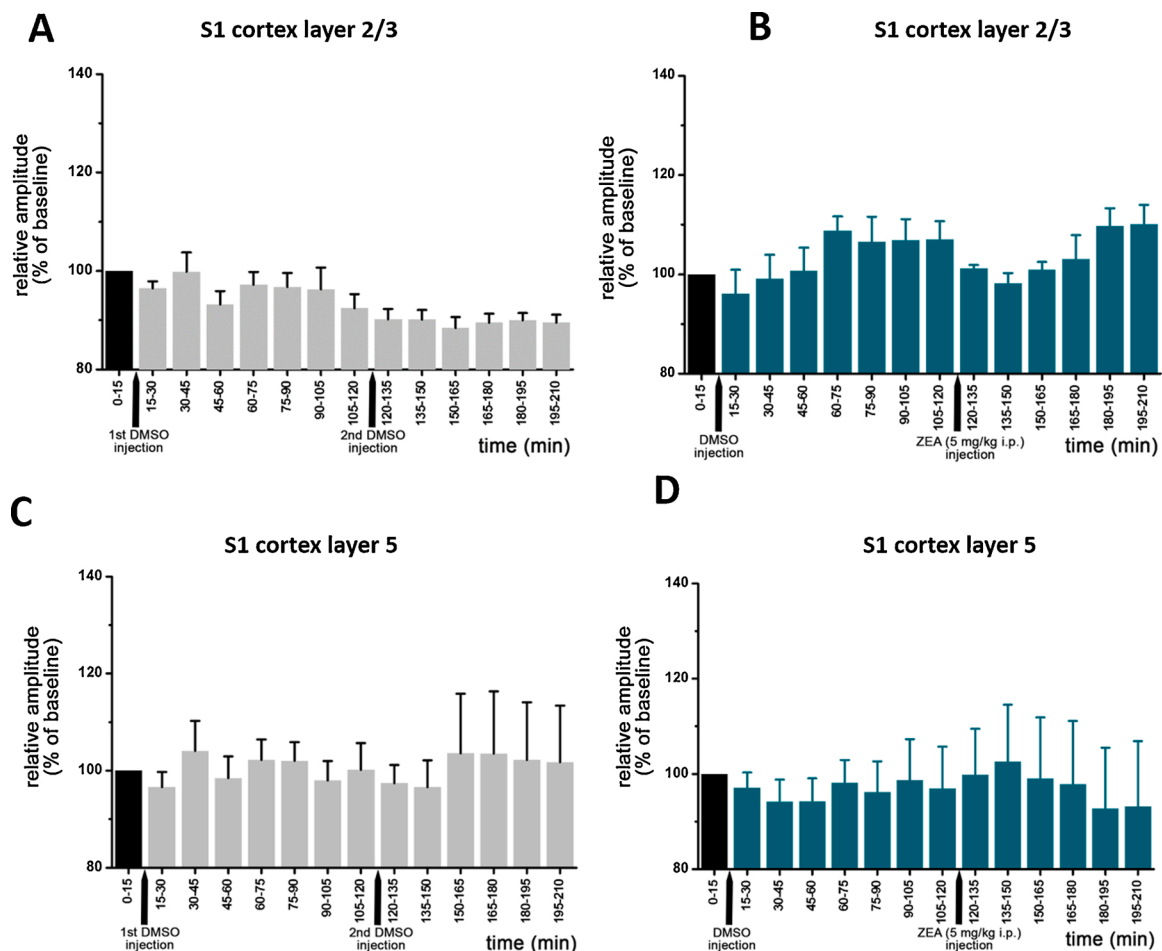 A
S1 cortex layer 2/3
relative amplitude
(% of baseline)
140
120
100
80
0-15
15-30
30-45
45-60
60-75
75-90
90-105
105-120
120-135
135-150
150-165
165-180
180-195
195-210
1st DMSO
injection
2nd DMSO
injection
time (min)
B
S1 cortex layer 2/3
relative amplitude
(% of baseline)
140
120
100
80
0-15
15-30
30-45
45-60
60-75
75-90
90-105
105-120
120-135
135-150
150-165
165-180
180-195
195-210
DMSO
injection
ZEA (5 mg/kg i.p.)
injection
time (min)
C
S1 cortex layer 5
relative amplitude
(% of baseline)
140
120
100
80
0-15
15-30
30-45
45-60
60-75
75-90
90-105
105-120
120-135
135-150
150-165
165-180
180-195
195-210
1st DMSO
injection
2nd DMSO
injection
time (min)
D
S1 cortex layer 5
relative amplitude
(% of baseline)
140
120
100
80
0-15
15-30
30-45
45-60
60-75
75-90
90-105
105-120
120-135
135-150
150-165
165-180
180-195
195-210
DMSO
injection
ZEA (5 mg/kg i.p.)
injection
time (min)